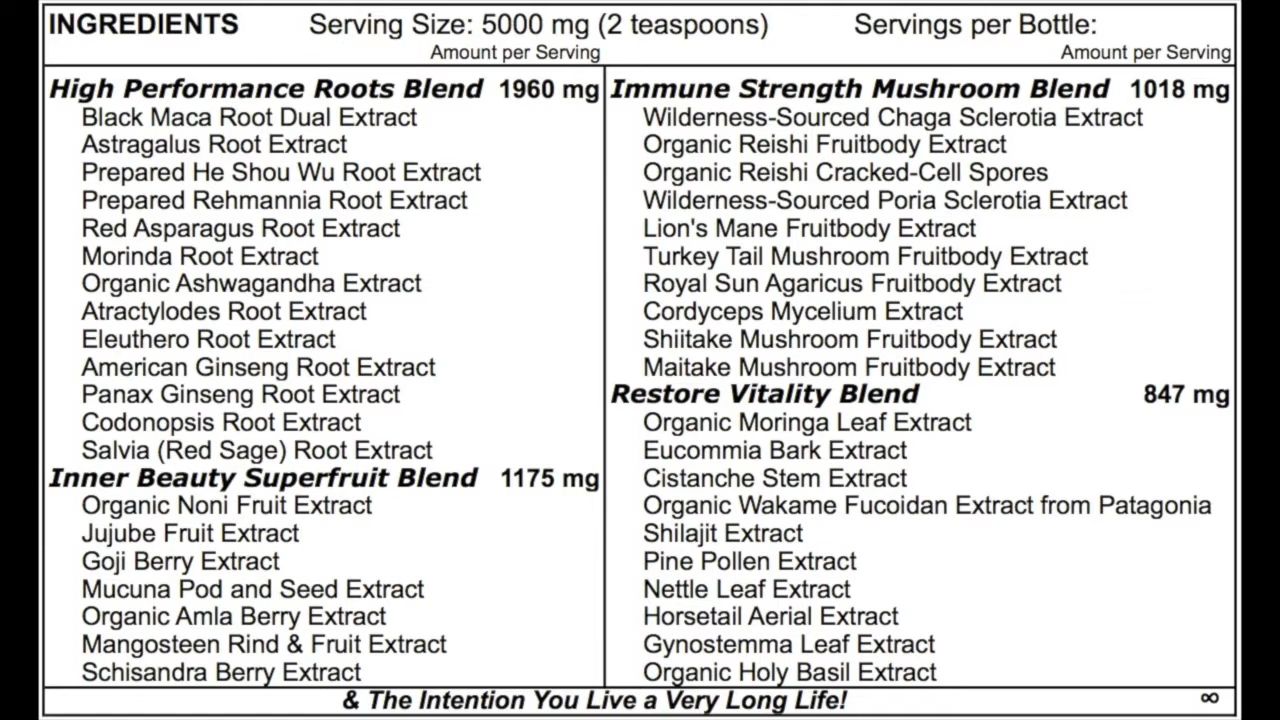 INGREDIENTS Serving Size: 5000 mg (2 teaspoons) Servings per Bottle:
Amount per Serving Amount per Serving
High Performance Roots Blend 1960 mg
Black Maca Root Dual Extract
Astragalus Root Extract
Prepared He Shou Wu Root Extract
Prepared Rehmannia Root Extract
Red Asparagus Root Extract
Morinda Root Extract
Organic Ashwagandha Extract
Atractylodes Root Extract
Eleuthero Root Extract
American Ginseng Root Extract
Panax Ginseng Root Extract
Codonopsis Root Extract
Salvia (Red Sage) Root Extract
Inner Beauty Superfruit Blend 1175 mg
Organic Noni Fruit Extract
Jujube Fruit Extract
Goji Berry Extract
Mucuna Pod and Seed Extract
Organic Amla Berry Extract
Mangosteen Rind & Fruit Extract
Schisandra Berry Extract
Immune Strength Mushroom Blend 1018 mg
Wilderness-Sourced Chaga Sclerotia Extract
Organic Reishi Fruitbody Extract
Organic Reishi Cracked-Cell Spores
Wilderness-Sourced Poria Sclerotia Extract
Lion's Mane Fruitbody Extract
Turkey Tail Mushroom Fruitbody Extract
Royal Sun Agaricus Fruitbody Extract
Cordyceps Mycelium Extract
Shiitake Mushroom Fruitbody Extract
Maitake Mushroom Fruitbody Extract
Restore Vitality Blend 847 mg
Organic Moringa Leaf Extract
Eucommia Bark Extract
Cistanche Stem Extract
Organic Wakame Fucoidan Extract from Patagonia
Shilajit Extract
Pine Pollen Extract
Nettle Leaf Extract
Horsetail Aerial Extract
Gynostemma Leaf Extract
Organic Holy Basil Extract
& The Intention You Live a Very Long Life! ∞